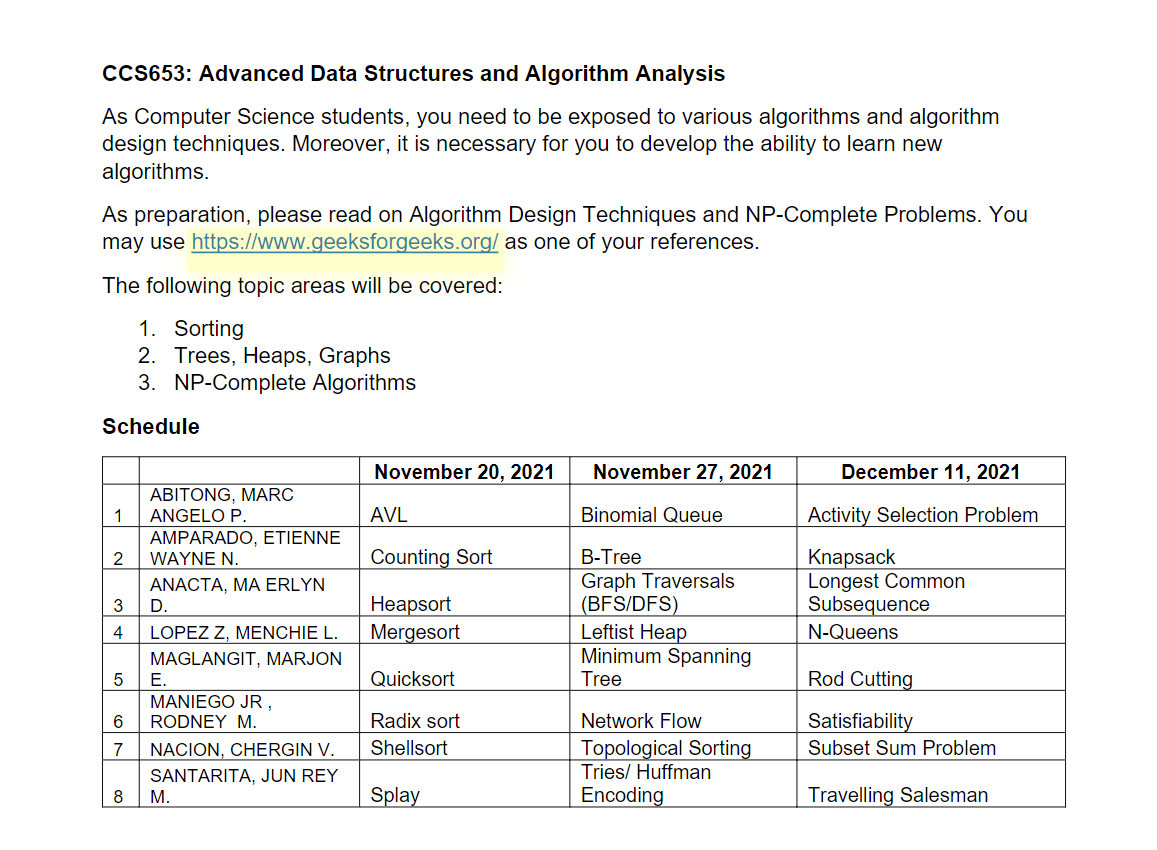 CCS653: Advanced Data Structures and Algorithm Analysis
As Computer Science students, you need to be exposed to various algorithms and algorithm
design techniques. Moreover, it is necessary for you to develop the ability to learn new
algorithms.
As preparation, please read on Algorithm Design Techniques and NP-Complete Problems. You
may use https://www.geeksforgeeks.org/ as one of your references.
The following topic areas will be covered:
1. Sorting
2. Trees, Heaps, Graphs
3. NP-Complete Algorithms
Schedule
November 20, 2021 November 27, 2021 December 11, 2021
ABITONG, MARC
1 ANGELO P. AVL Binomial Queue Activity Selection Problem
AMPARADO, ETIENNE
2 WAYNE N. Counting Sort B-Tree Knapsack
ANACTA, MA ERLYN Graph Traversals Longest Common
3 D. Heapsort (BFS/DFS) Subsequence
4 LOPEZ Z, MENCHIE L. Mergesort Leftist Heap N-Queens
MAGLANGIT, MARJON Minimum Spanning
5 E. Quicksort Tree Rod Cutting
MANIEGO JR ,
6 RODNEY M. Radix sort Network Flow Satisfiability
7 NACION, CHERGIN V. Shellsort Topological Sorting Subset Sum Problem
SANTARITA, JUN REY Tries/ Huffman
8 M. Splay Encoding Travelling Salesman